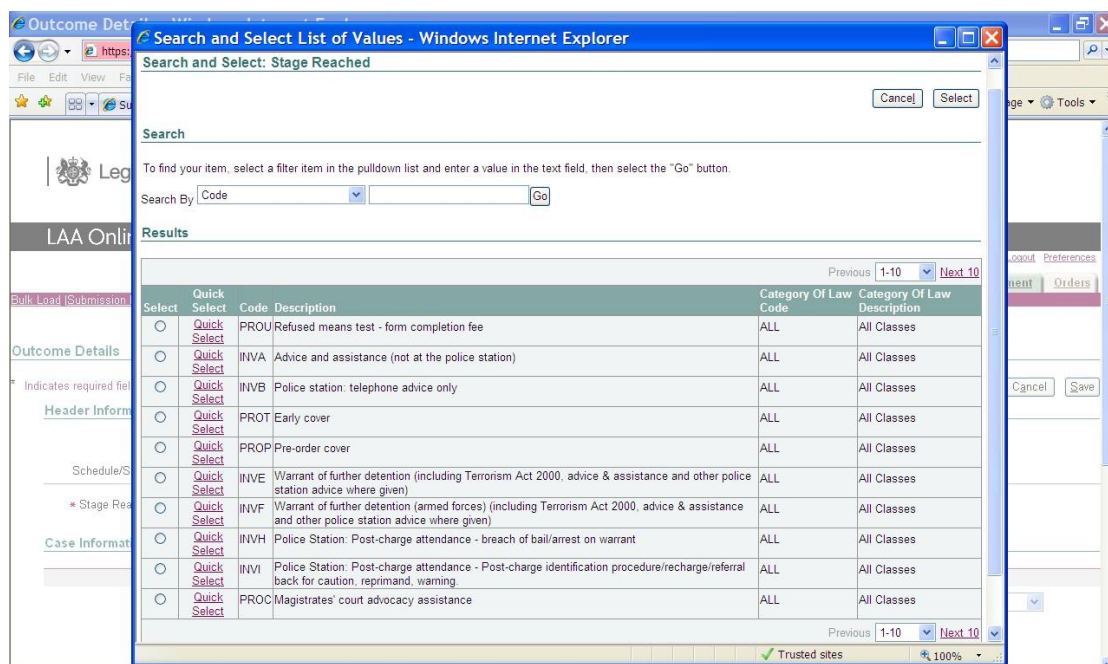 Outcome Det
Search and Select List of Values - Windows Internet Explorer
https:
File Edit View Fa
Su
age Tools
Search and Select: Stage Reached
Cancel Select
Search
To find your item, select a filter item in the pulldown list and enter a value in the text field, then select the "Go" button.
Search By Code Go
Leg
LAA Onlin
Results
Logout Preferences
ment Orders
Bulk Load |Submission
Previous 1-10 Next 10
Select Quick Select Code Description Category Of Law Code Category Of Law Description
Quick Select PROU Refused means test - form completion fee ALL All Classes
Quick Select INVA Advice and assistance (not at the police station) ALL All Classes
Quick Select INVB Police station: telephone advice only ALL All Classes
Quick Select PROT Early cover ALL All Classes
Quick Select PROP Pre-order cover ALL All Classes
Quick Select INVE Warrant of further detention (including Terrorism Act 2000, advice & assistance and other police
station advice where given) ALL All Classes
Quick Select INVF Warrant of further detention (armed forces) (including Terrorism Act 2000, advice & assistance
and other police station advice where given) ALL All Classes
Quick Select INVH Police Station: Post-charge attendance - breach of bail/arrest on warrant ALL All Classes
Quick Select INVI Police Station: Post-charge attendance - Post-charge identification procedure/recharge/referral
back for caution, reprimand, warning. ALL All Classes
Quick Select PROC Magistrates' court advocacy assistance ALL All Classes
Previous 1-10 Next 10
Outcome Details
* Indicates required fiel
Cancel Save
Header Inform
Schedule/S
* Stage Rea
Case Informat
Trusted sites 100%